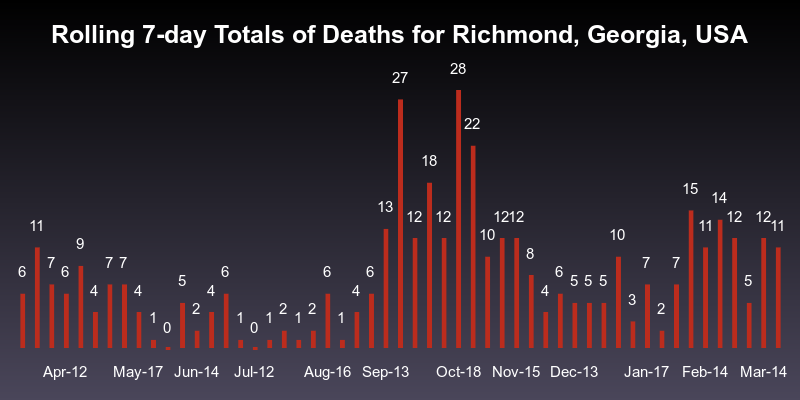 Rolling 7-day Totals of Deaths for Richmond, Georgia, USA
6 11 7 6 9 4 7 7 4 1 0 5 2 4 6 1 0 1 2 1 2 6 1 4 6 13 27 12 18 12 28 22 10 12 12 8 4 6 5 5 5 10 3 7 2 7 15 11 14 12 5 12 11
Apr-12 May-17 Jun-14 Jul-12 Aug-16 Sep-13 Oct-18 Nov-15 Dec-13 Jan-17 Feb-14 Mar-14